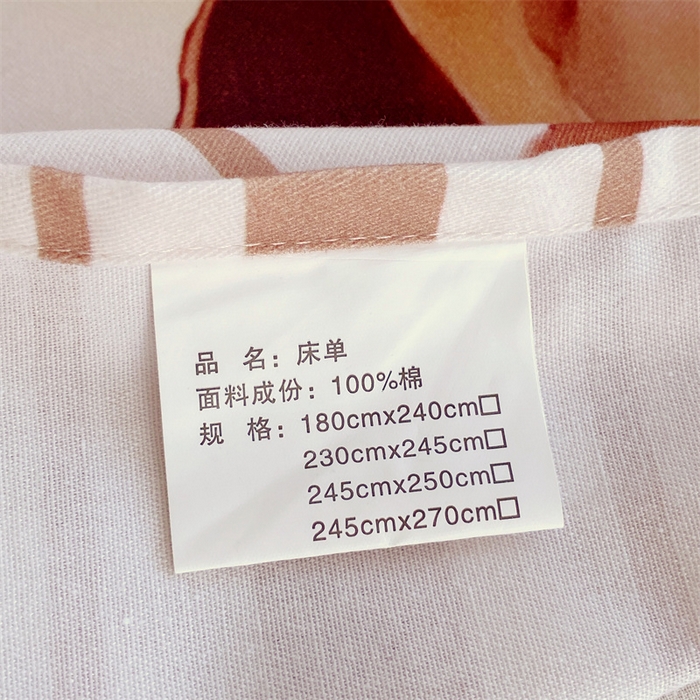 品 名：床单
面料成份：100%棉
规 格：180cmx240cm□
230cmx245cm□
245cmx250cm□
245cmx270cm□